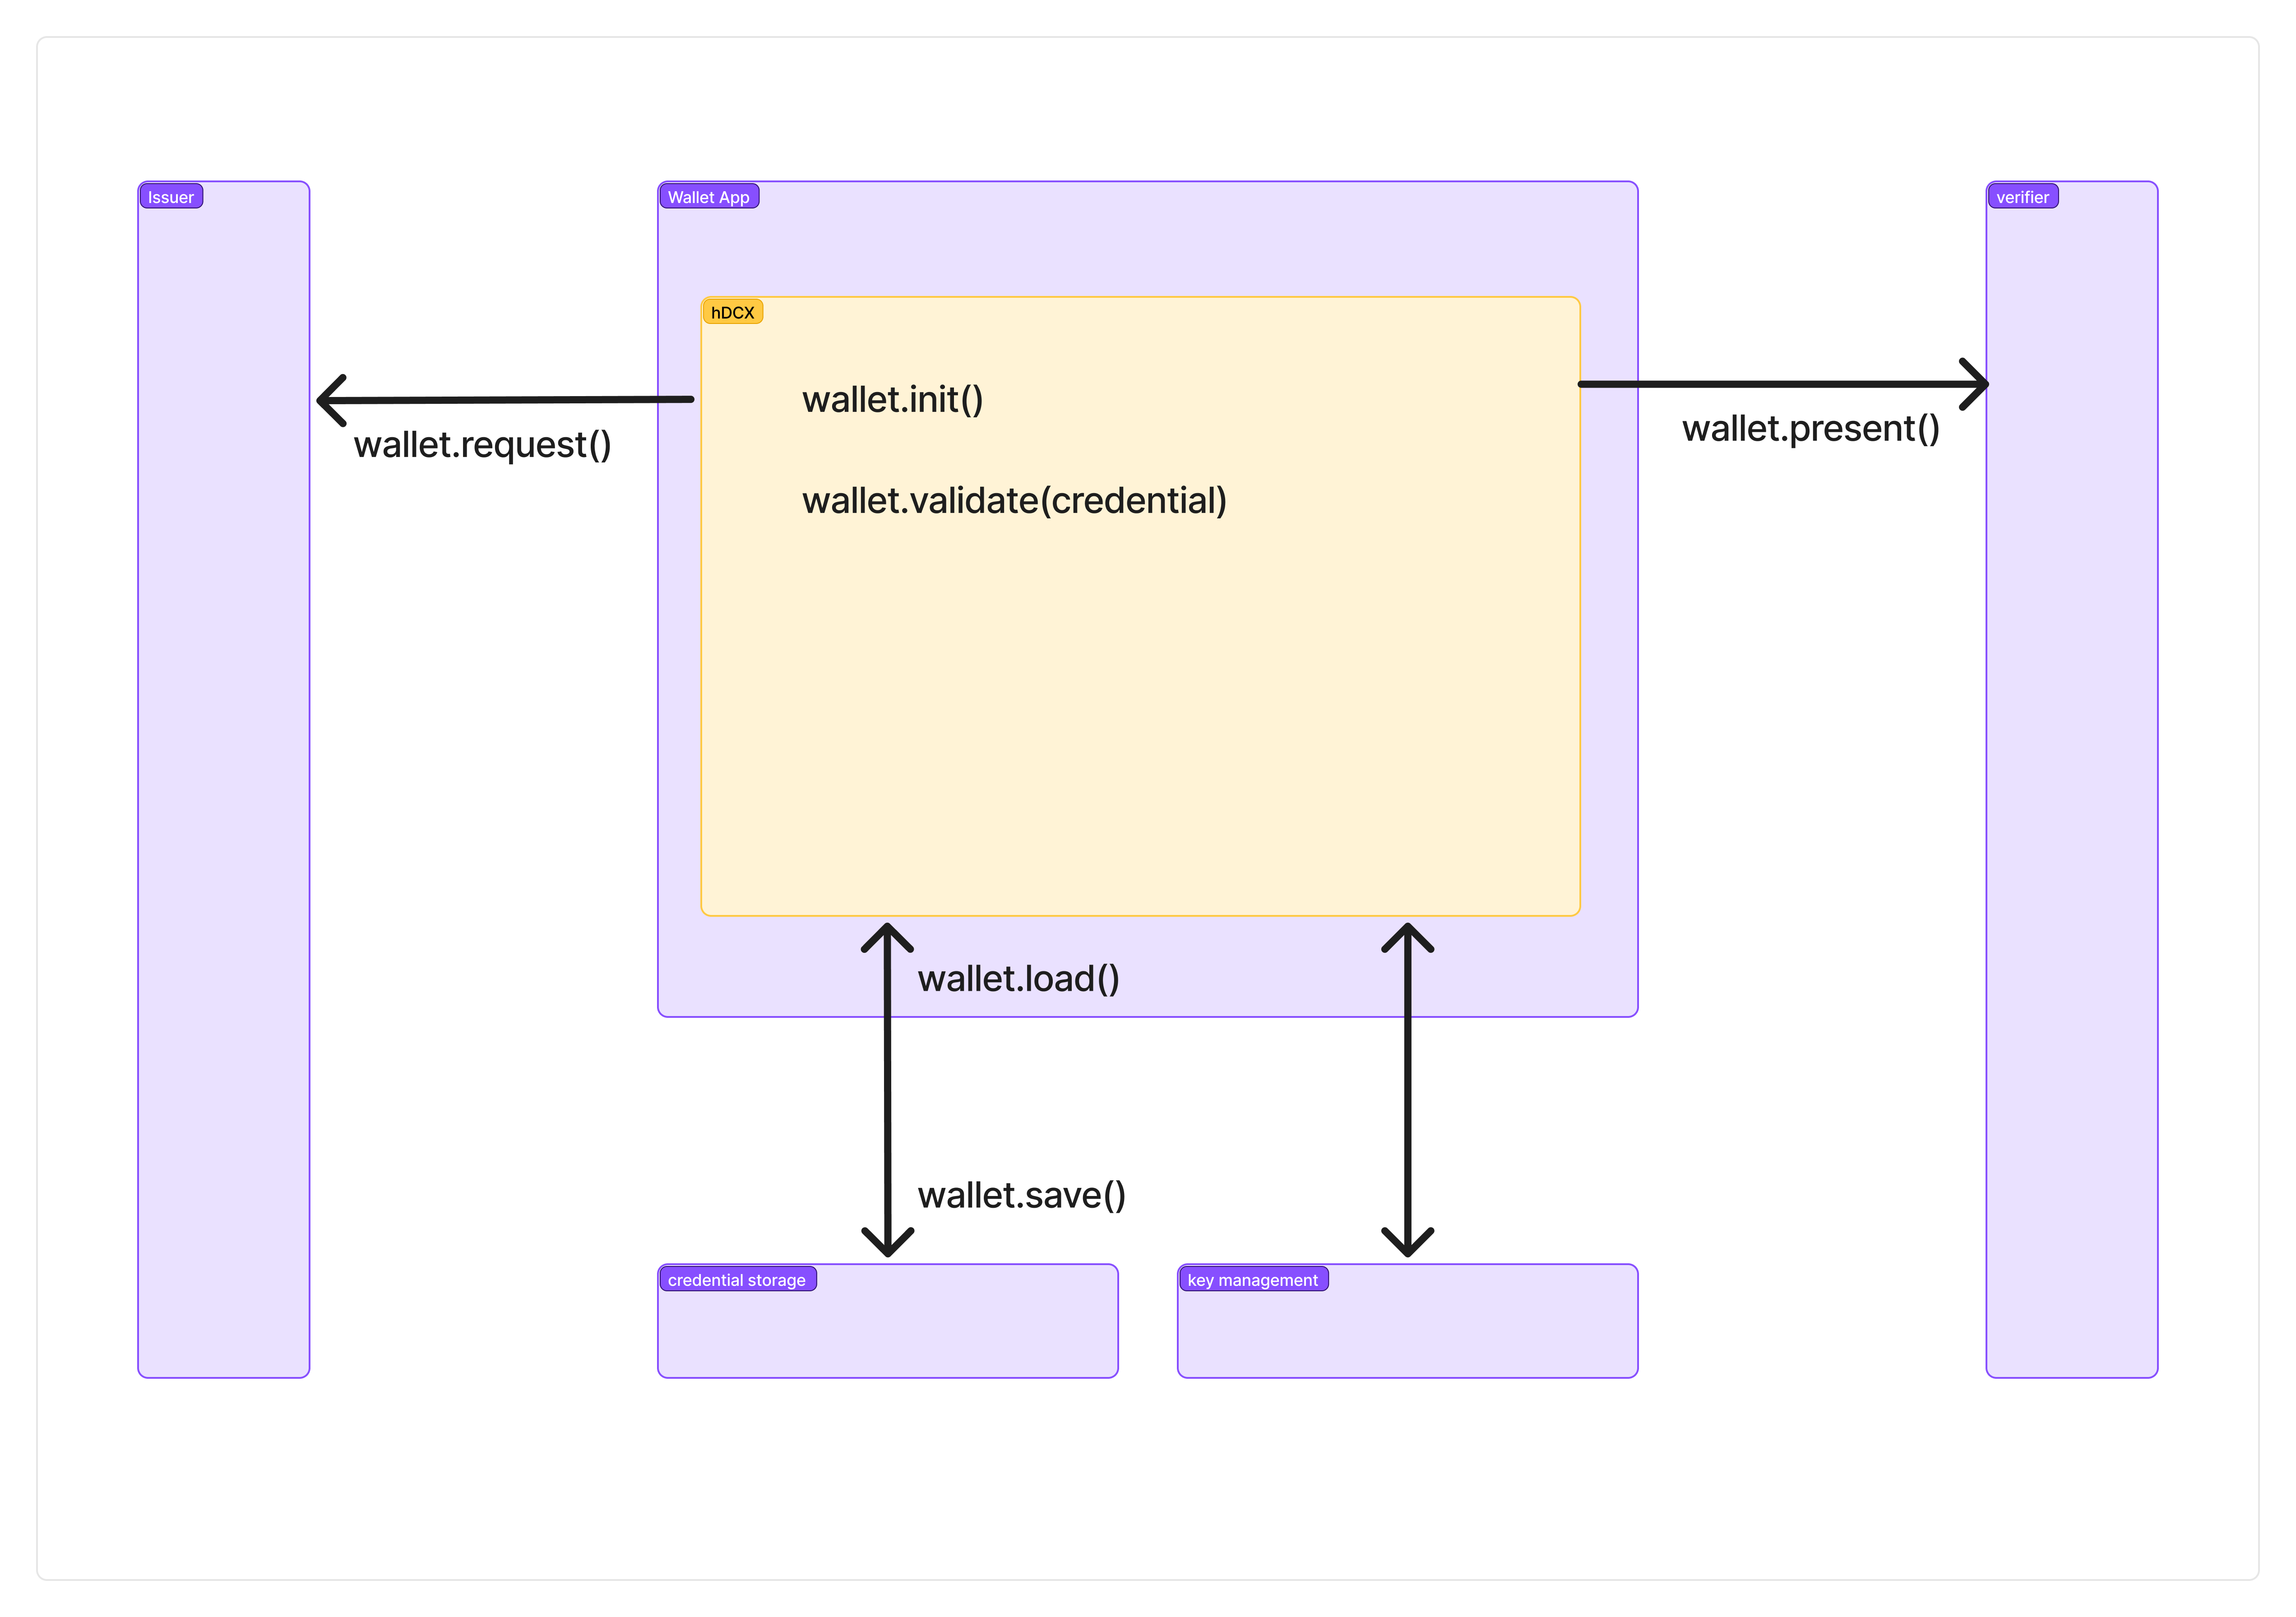 Issuer
Wallet App
verifier
hDCX
wallet.init()
wallet.request()
wallet.present()
wallet.validate(credential)
wallet.load()
wallet.save()
credential storage
key management